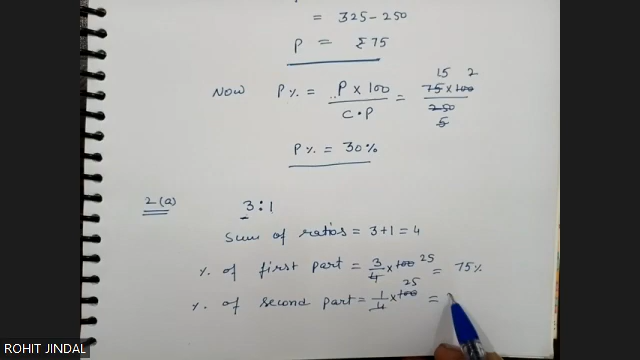 = 325-250
P = ₹75
15 2
Now P% = P x 100 / C.P = 75 x 100 / 250
5
P% = 30%
2(a) 3:1
Sum of ratios = 3+1 = 4
% of first part = 3/4 x 100 25 = 75%
25
% of second part = 1/4 x 100 =
ROHIT JINDAL